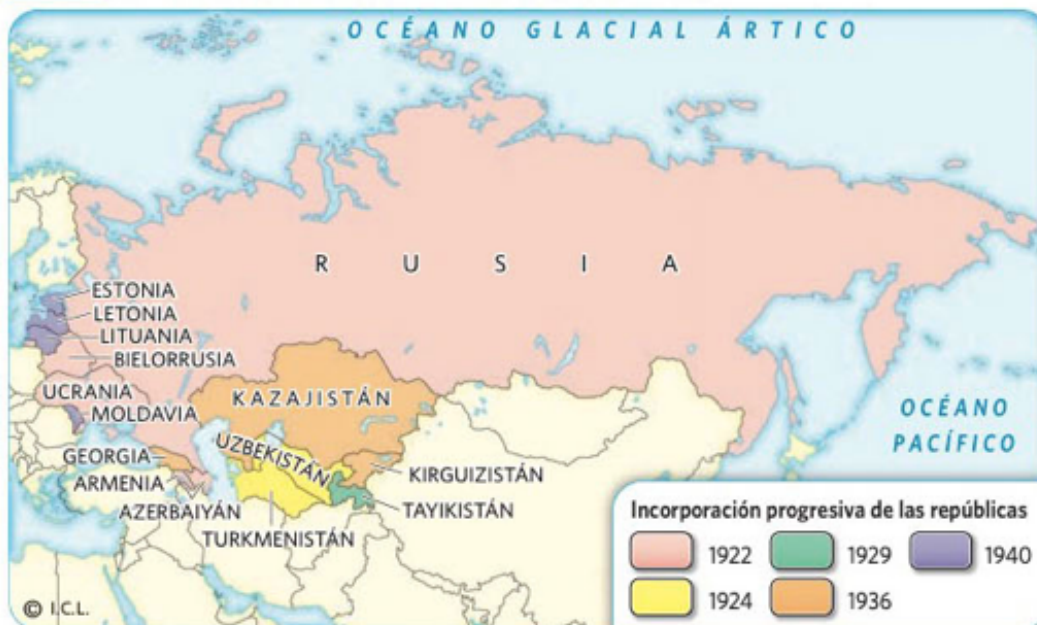 OCÉANO GLACIAL ÁRTICO
R U S I A
ESTONIA
LETONIA
LITUANIA
BIELORRUSIA
UCRANIA
MOLDAVIA
KAZAJISTÁN
OCÉANO
PACÍFICO
GEORGIA
UZBEKISTÁN
KIRGUIZISTÁN
ARMENIA
AZERBAIYÁN
TAYIKISTÁN
TURKMENISTÁN
Incorporación progresiva de las repúblicas
1922 1929 1940
1924 1936
© I.C.L.